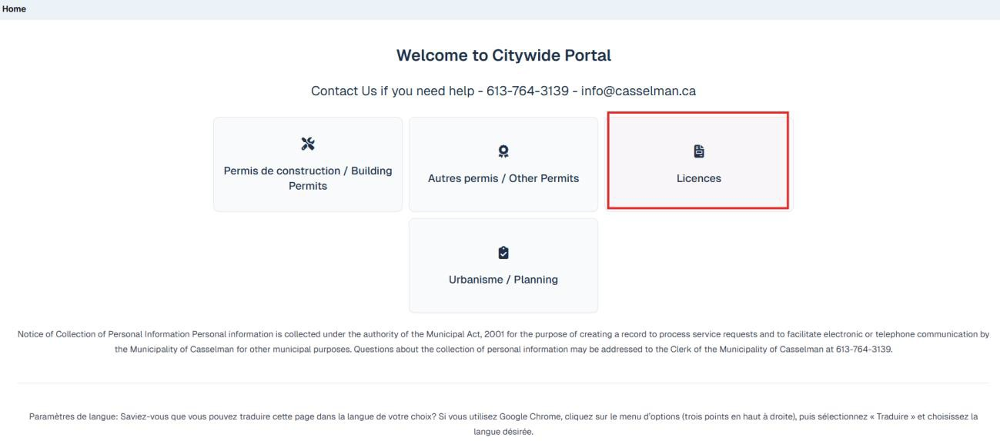 Home
Welcome to Citywide Portal
Contact Us if you need help - 613-764-3139 - info@casselman.ca
Permis de construction / Building
Permits
Autres permis / Other Permits
Licences
Urbanisme / Planning
Notice of Collection of Personal Information Personal information is collected under the authority of the Municipal Act, 2001 for the purpose of creating a record to process service requests and to facilitate electronic or telephone communication by
the Municipality of Casselman for other municipal purposes. Questions about the collection of personal information may be addressed to the Clerk of the Municipality of Casselman at 613-764-3139.
Paramètres de langue: Saviez-vous que vous pouvez traduire cette page dans la langue de votre choix? Si vous utilisez Google Chrome, cliquez sur le menu d'options (trois points en haut à droite), puis sélectionnez « Traduire » et choisissez la
langue désirée.